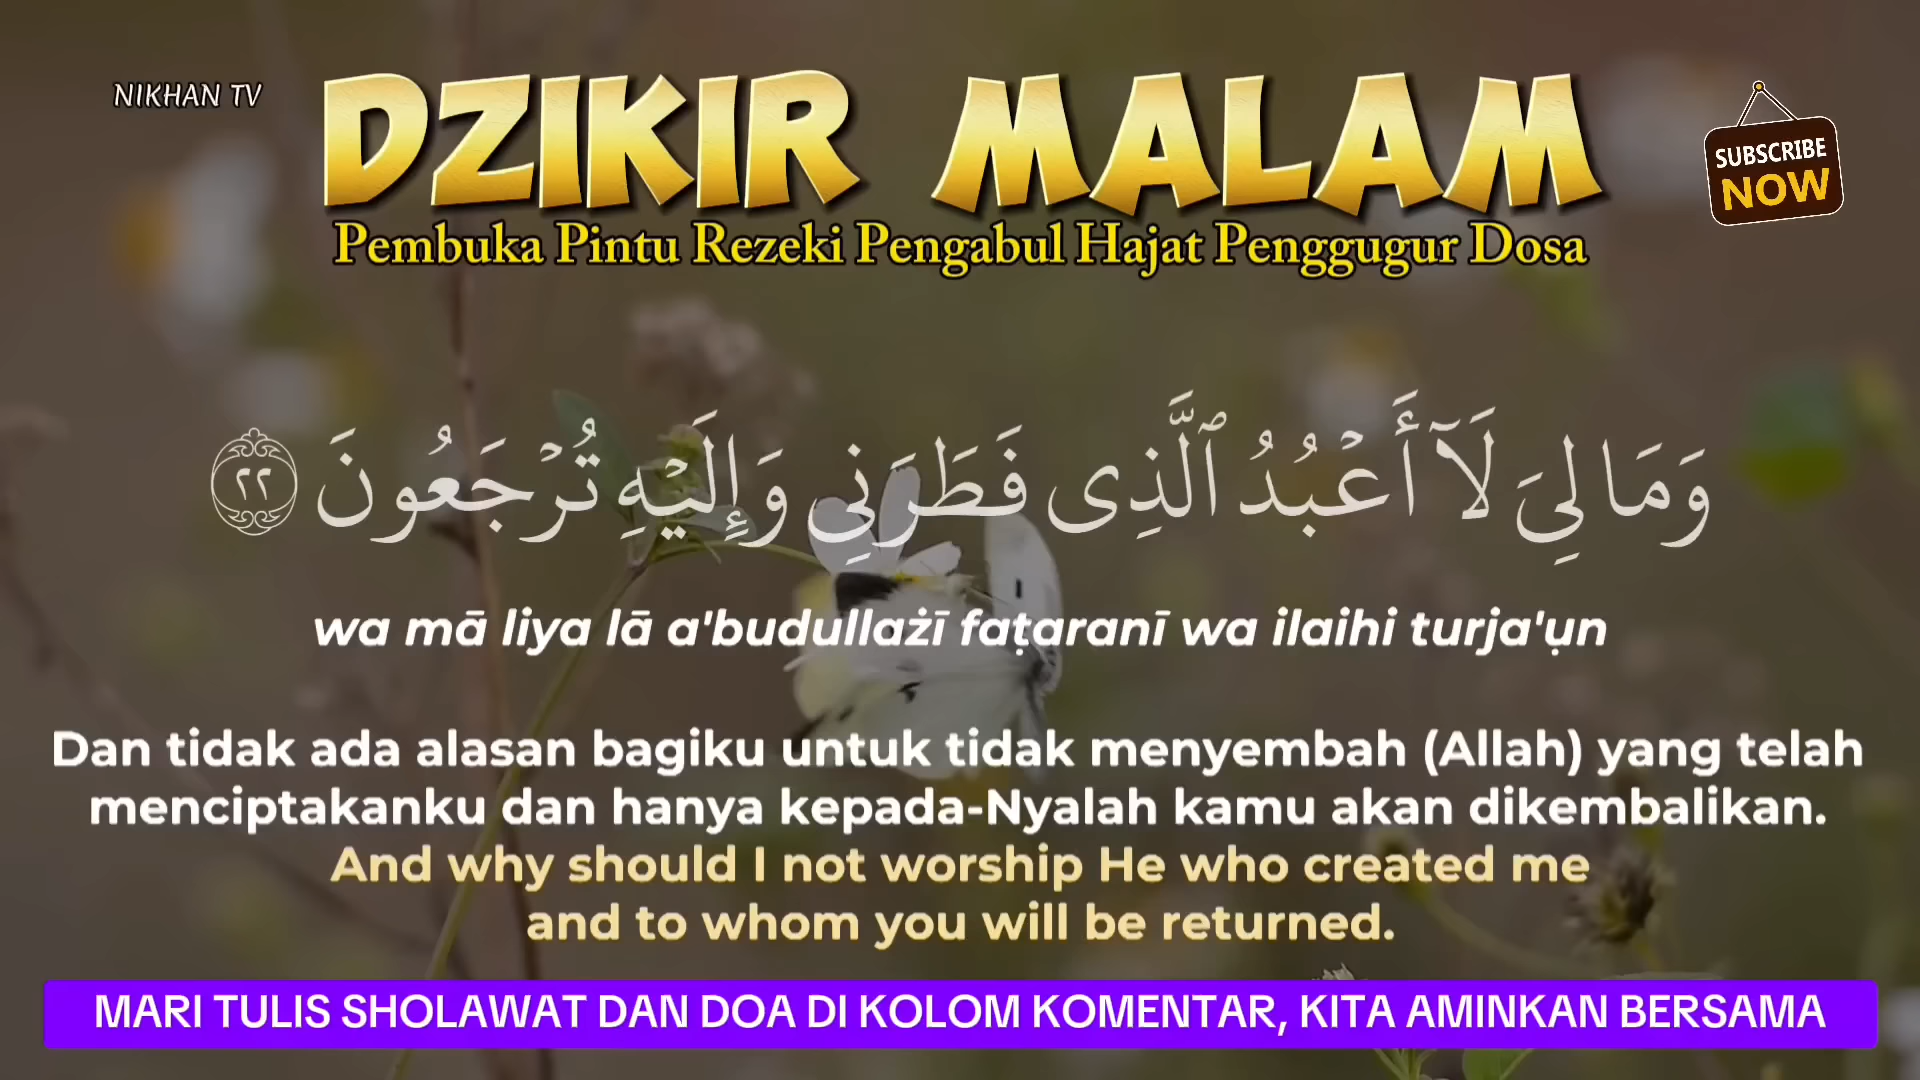 NIKHAN TV
DZIKIR MALAM
SUBSCRIBE
NOW
Pembuka Pintu Rezeki Pengabul Hajat Penggugur Dosa
وَمَا لِىَ لَآ أَعْبُدُ ٱلَّذِى فَطَرَنِى وَإِلَيْهِ تُرْجَعُونَ ٢٢
wa mā liya lā a'budullażī faṭaranī wa ilaihi turja'ụn
Dan tidak ada alasan bagiku untuk tidak menyembah (Allah) yang telah
menciptakanku dan hanya kepada-Nyalah kamu akan dikembalikan.
And why should I not worship He who created me
and to whom you will be returned.
MARI TULIS SHOLAWAT DAN DOA DI KOLOM KOMENTAR, KITA AMINKAN BERSAMA